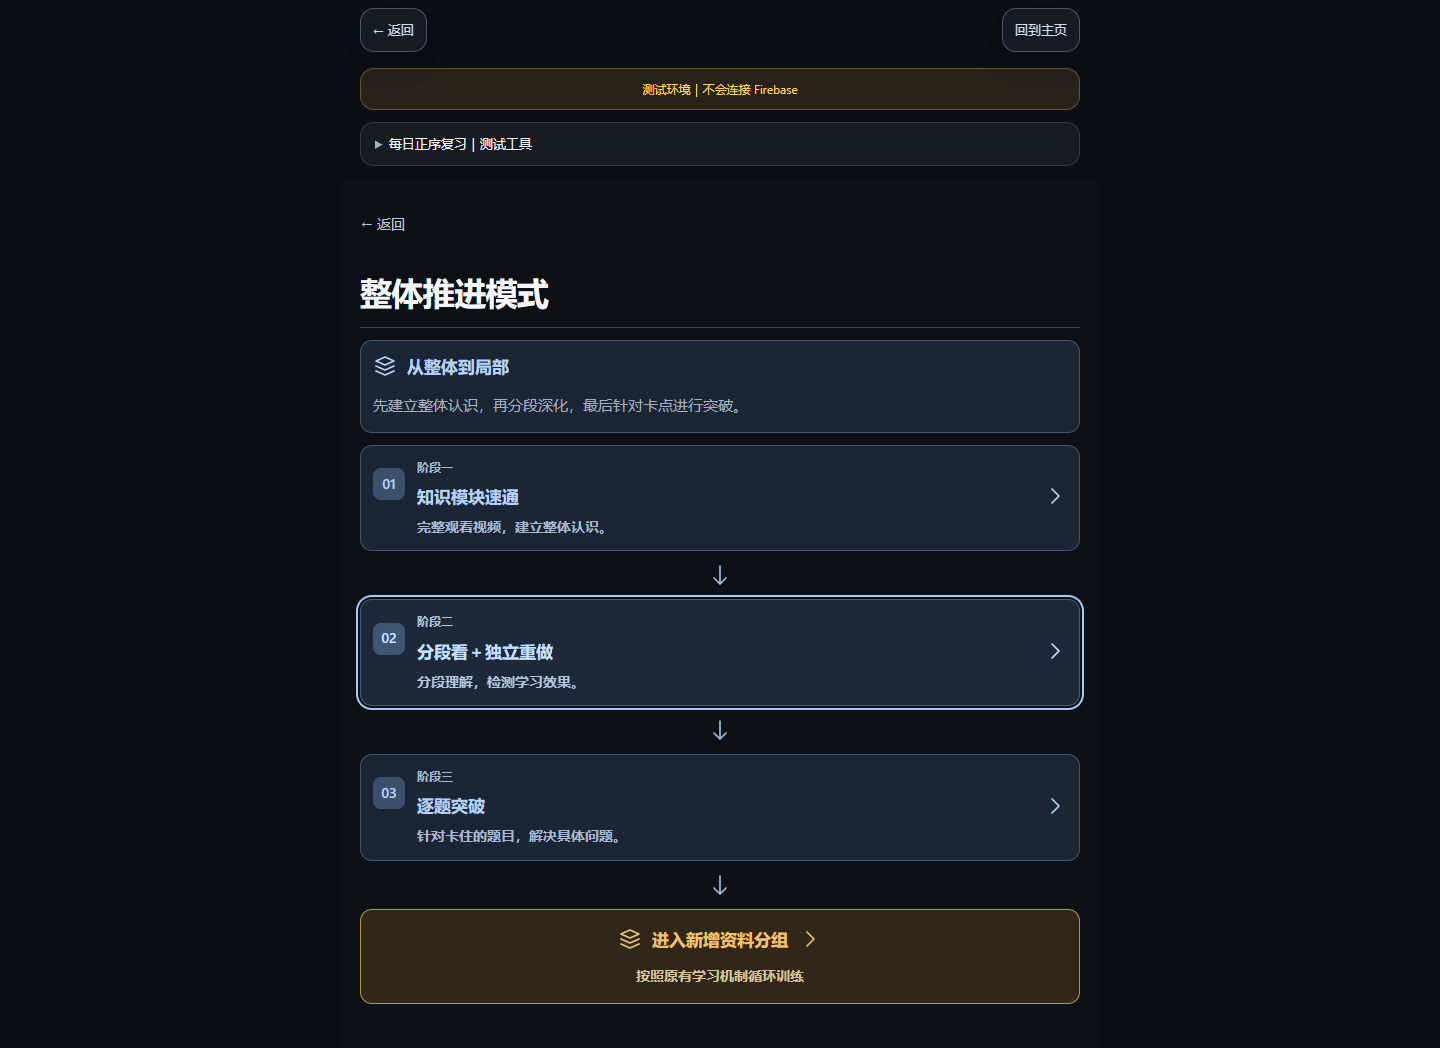 ← 返回
回到主页
测试环境 | 不会连接 Firebase
▶ 每日正序复习 | 测试工具
← 返回
整体推进模式
从整体到局部
先建立整体认识，再分段深化，最后针对卡点进行突破。
阶段一
01
知识模块速通
完整观看视频，建立整体认识。
阶段二
02
分段看 + 独立重做
分段理解，检测学习效果。
阶段三
03
逐题突破
针对卡住的题目，解决具体问题。
进入新增资料分组
按照原有学习机制循环训练